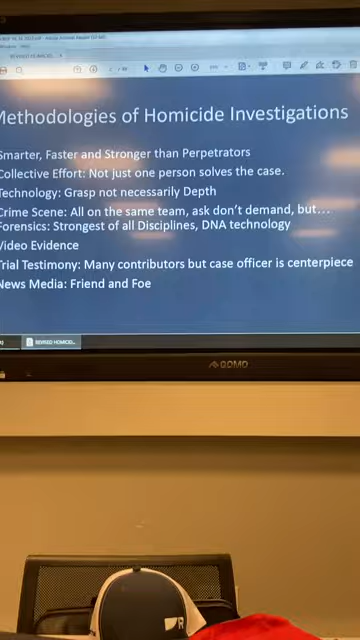 Methodologies of Homicide Investigations
Smarter, Faster and Stronger than Perpetrators
Collective Effort: Not just one person solves the case.
Technology: Grasp not necessarily Depth
Crime Scene: All on the same team, ask don't demand, but...
Forensics: Strongest of all Disciplines, DNA technology
Video Evidence
Trial Testimony: Many contributors but case officer is centerpiece
News Media: Friend and Foe
REVISED HOMICID...